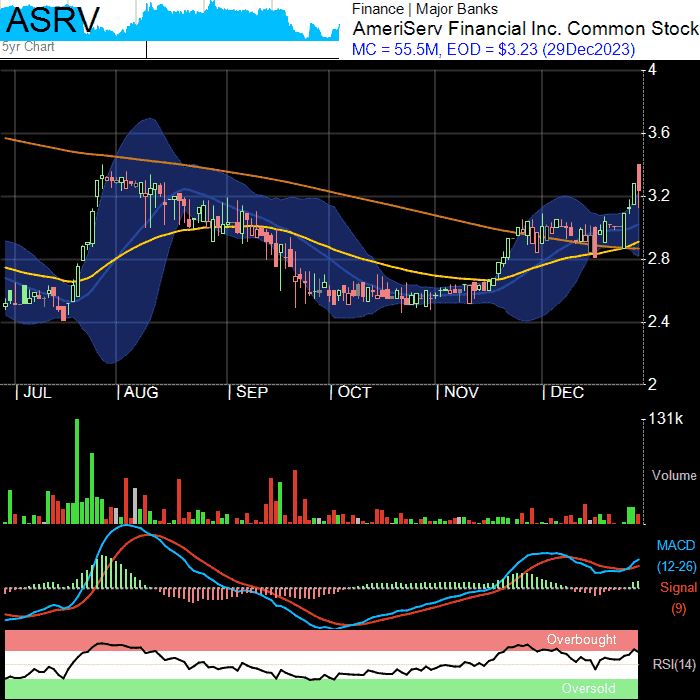 ASRV
5yr Chart
Finance | Major Banks
AmeriServ Financial Inc. Common Stock
MC = 55.5M, EOD = $3.23 (29Dec2023)
4
3.6
3.2
2.8
2.4
2
JUL
AUG
SEP
OCT
NOV
DEC
131k
Volume
MACD
(12-26)
Signal
(9)
Overbought
RSI(14)
Oversold